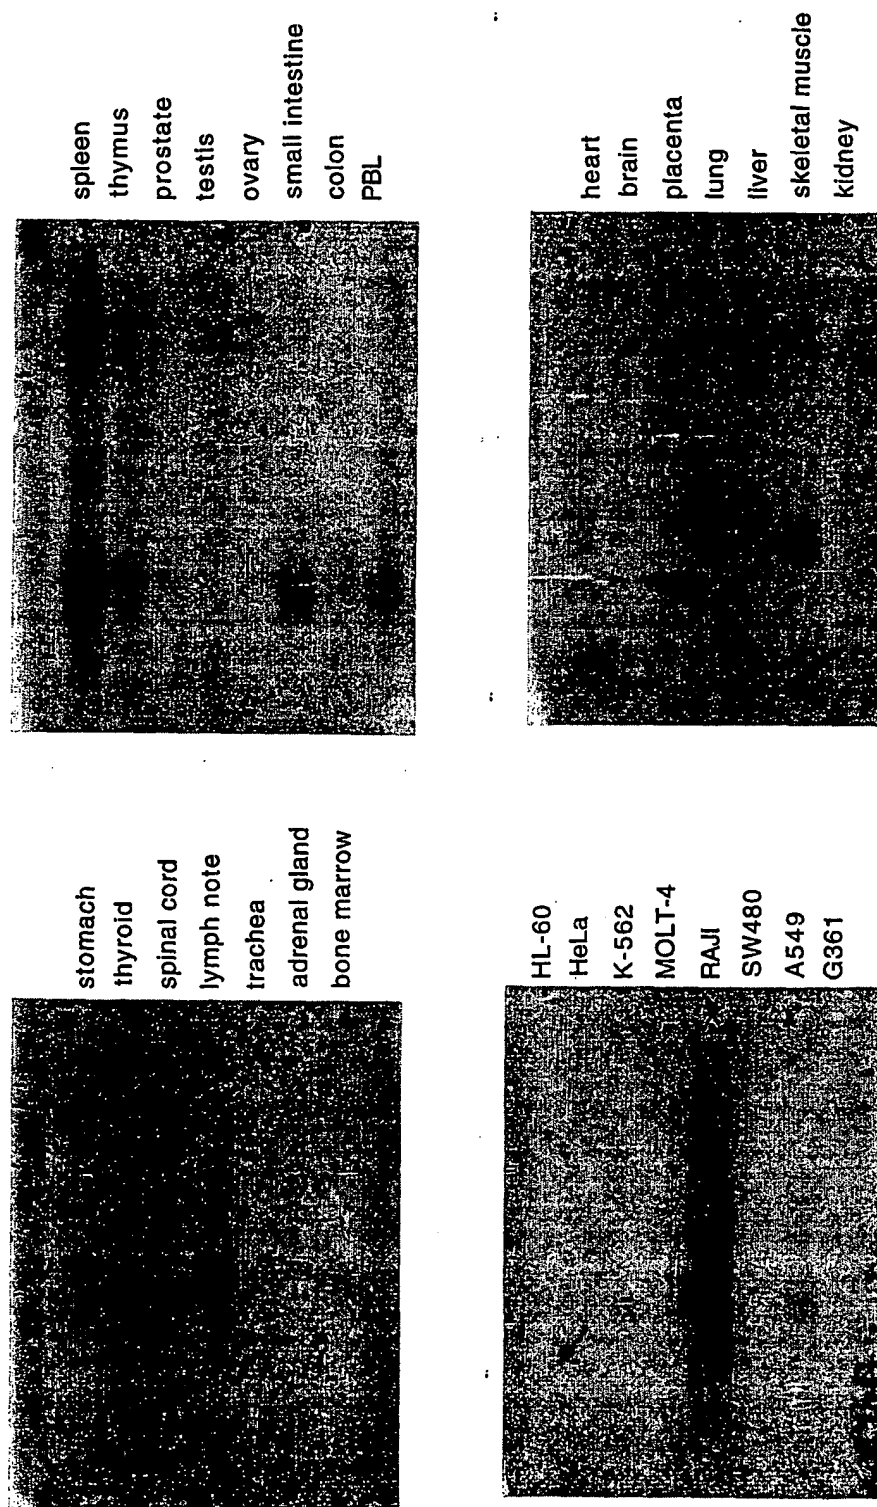 spleen
thymus
prostate
testis
ovary
small intestine
colon
PBL
heart
brain
placenta
lung
liver
skeletal muscle
kidney
stomach
thyroid
spinal cord
lymph note
trachea
adrenal gland
bone marrow
HL-60
HeLa
K-562
MOLT-4
RAJI
SW480
A549
G361